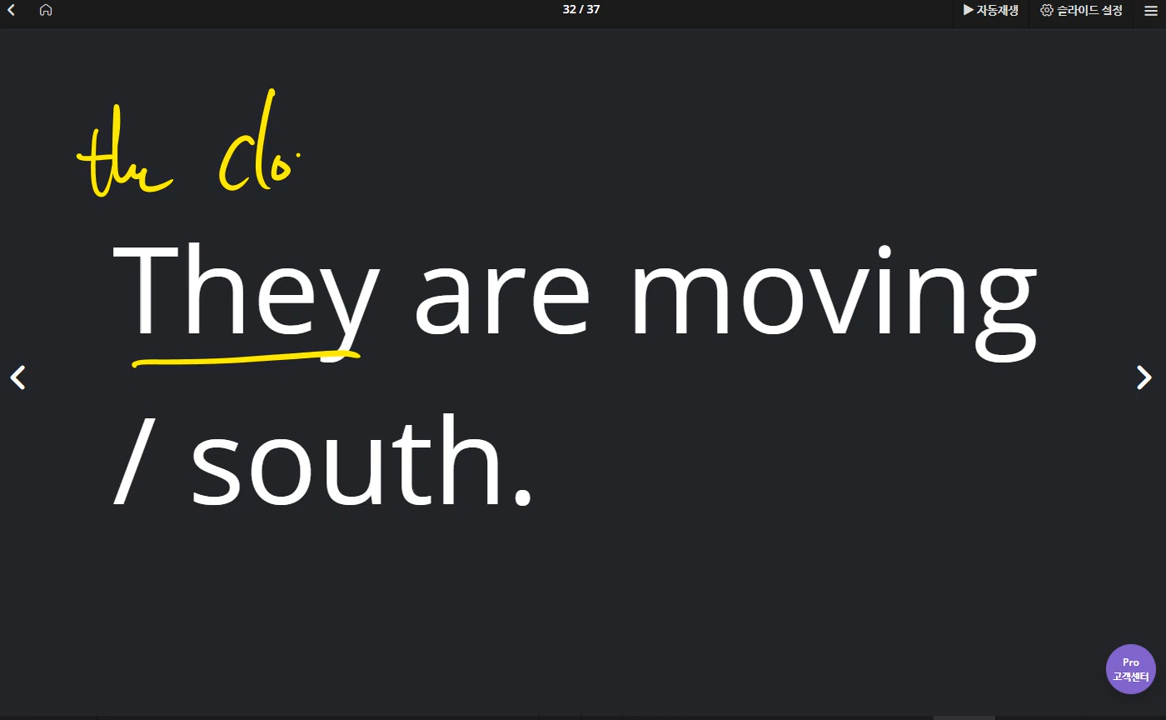 32 / 37
▶ 자동재생
슬라이드 설정
the clo
They are moving
/ south.
Pro
고객센터